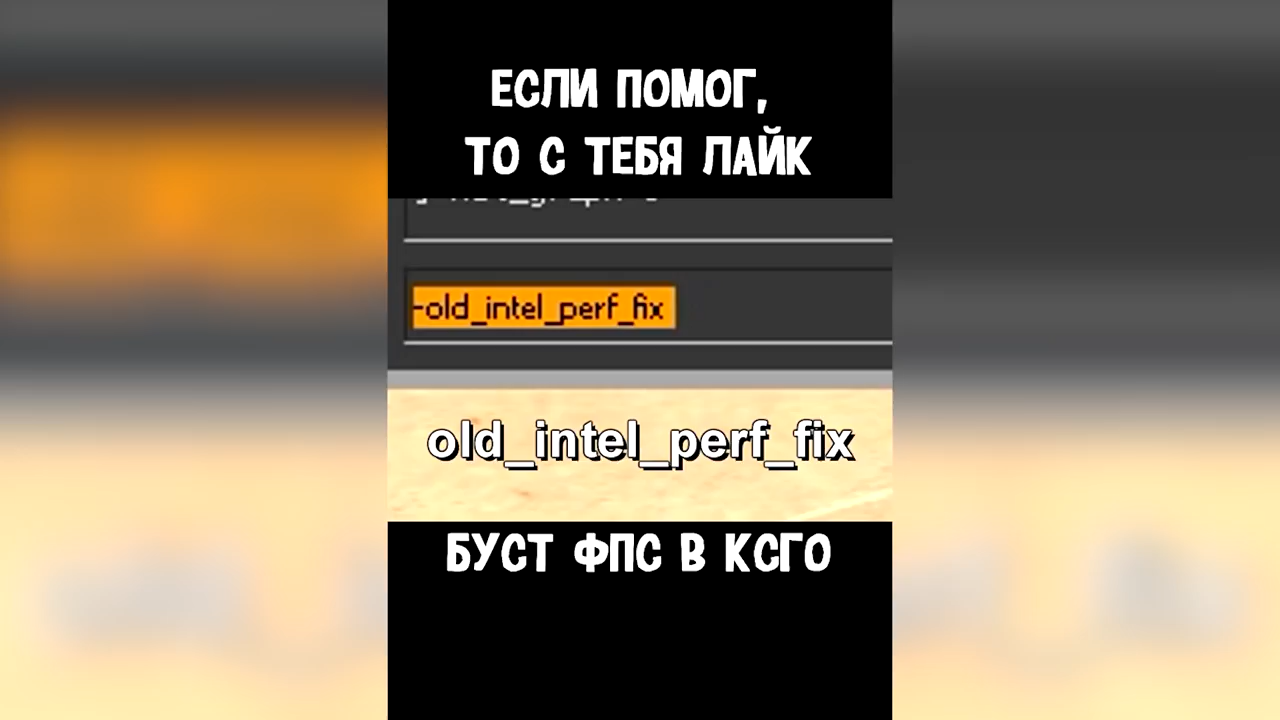 ЕСЛИ ПОМОГ,
ТО С ТЕБЯ ЛАЙК
-old_intel_perf_fix
old_intel_perf_fix
БУСТ ФПС В КСГО